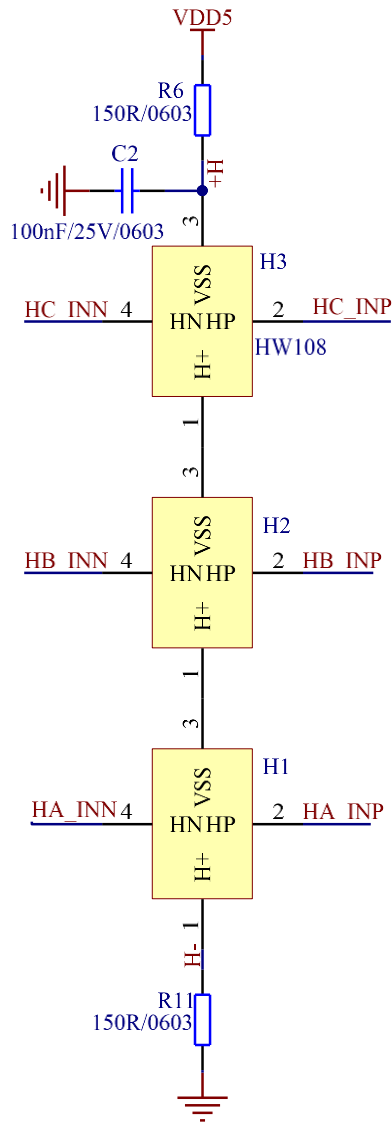 VDD5
R6
150R/0603
C2
H+
100nF/25V/0603
3
H3
VSS
HC_INN
4
HN HP
2
HC_INP
HW108
H+
1
3
H2
VSS
HB_INN
4
HN HP
2
HB_INP
H+
1
3
H1
VSS
HA_INN
4
HN HP
2
HA_INP
H+
1
H-
R11
150R/0603